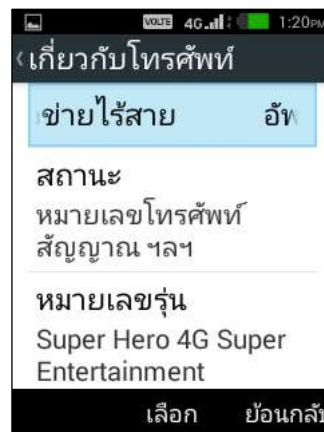 VOLTE 4G 1:20PM
เกี่ยวกับโทรศัพท์
ข่ายไร้สาย อัพ
สถานะ
หมายเลขโทรศัพท์
สัญญาณ ฯลฯ
หมายเลขรุ่น
Super Hero 4G Super
Entertainment
เลือก ย้อนกลับ